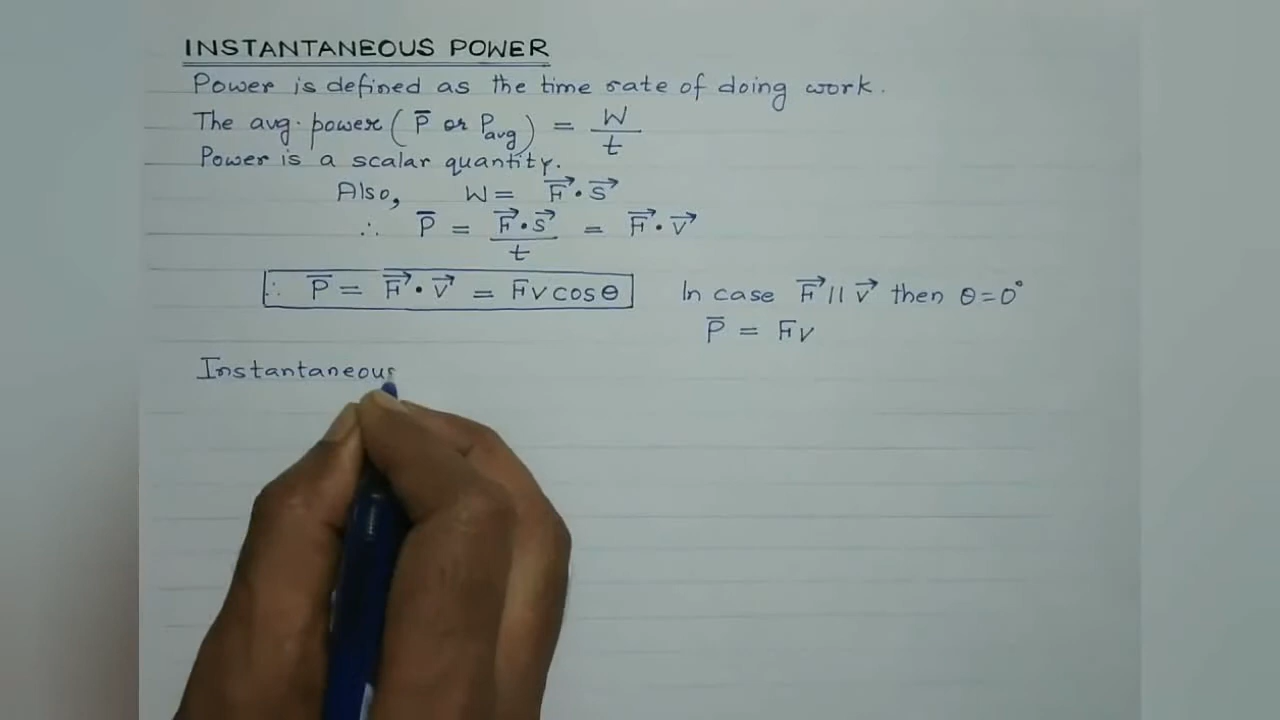 INSTANTANEOUS POWER
Power is defined as the time rate of doing work.
The avg. power ( P̅ or Pavg ) = W/t
Power is a scalar quantity.
Also, W = F⃗ · s⃗
∴ P̅ = F⃗ · s⃗ / t = F⃗ · v⃗
∴ P̅ = F⃗ · v⃗ = Fv cosθ
In case F⃗ || v⃗ then θ = 0°
P̅ = Fv
Instantaneous